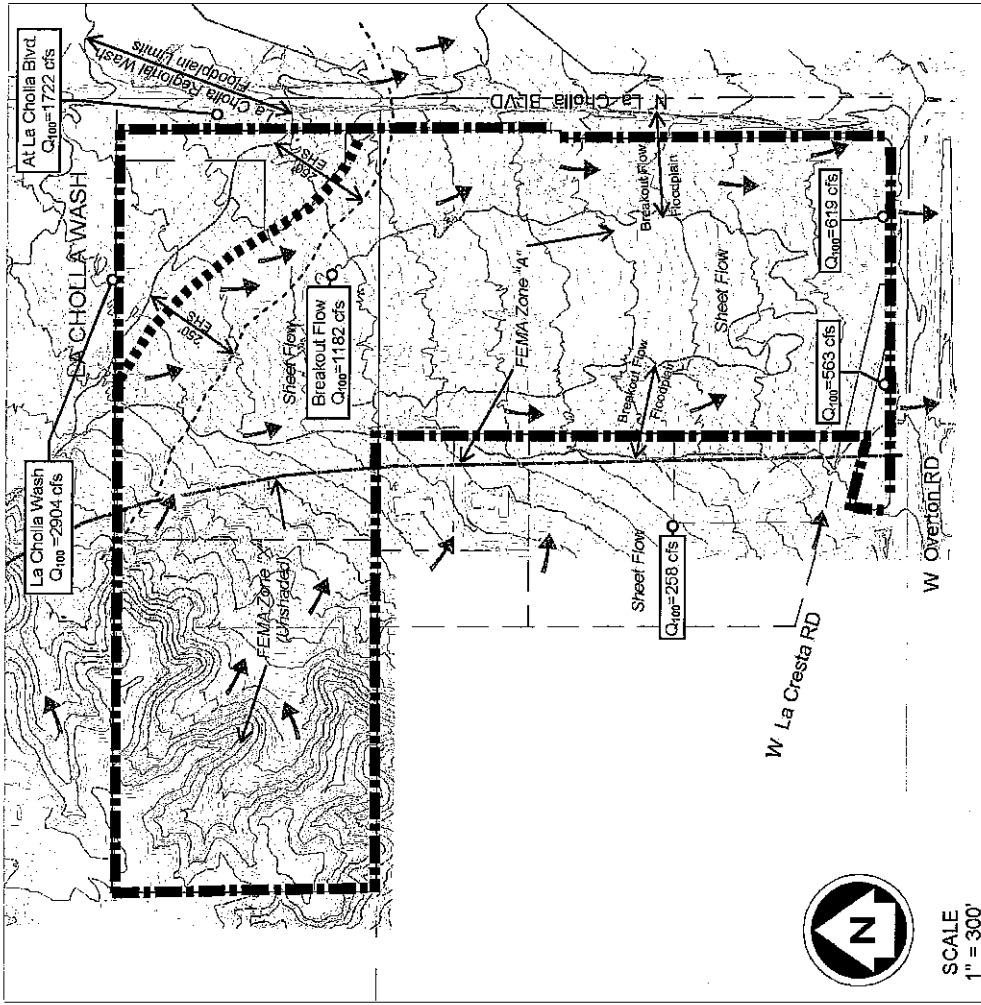 At La Cholla Blvd.
Q100=1722 cfs
La Cholla Regional Wash
Floodplain Limits
LA CHOLLA WASH
La Cholla Wash
Q100=2904 cfs
250'
EHS
EHS
Sheet Flow
Breakout Flow
Q100=1182 cfs
N La Cholla BLVD
FEMA Zone
(Unshaded)
FEMA Zone "A"
Breakout Flow
Floodplain
Breakout Flow
Floodplain
Sheet Flow
Sheet Flow
Q100=258 cfs
Q100=563 cfs
Q100=619 cfs
W La Cresta RD
W Overton RD
N
SCALE
1" = 300'